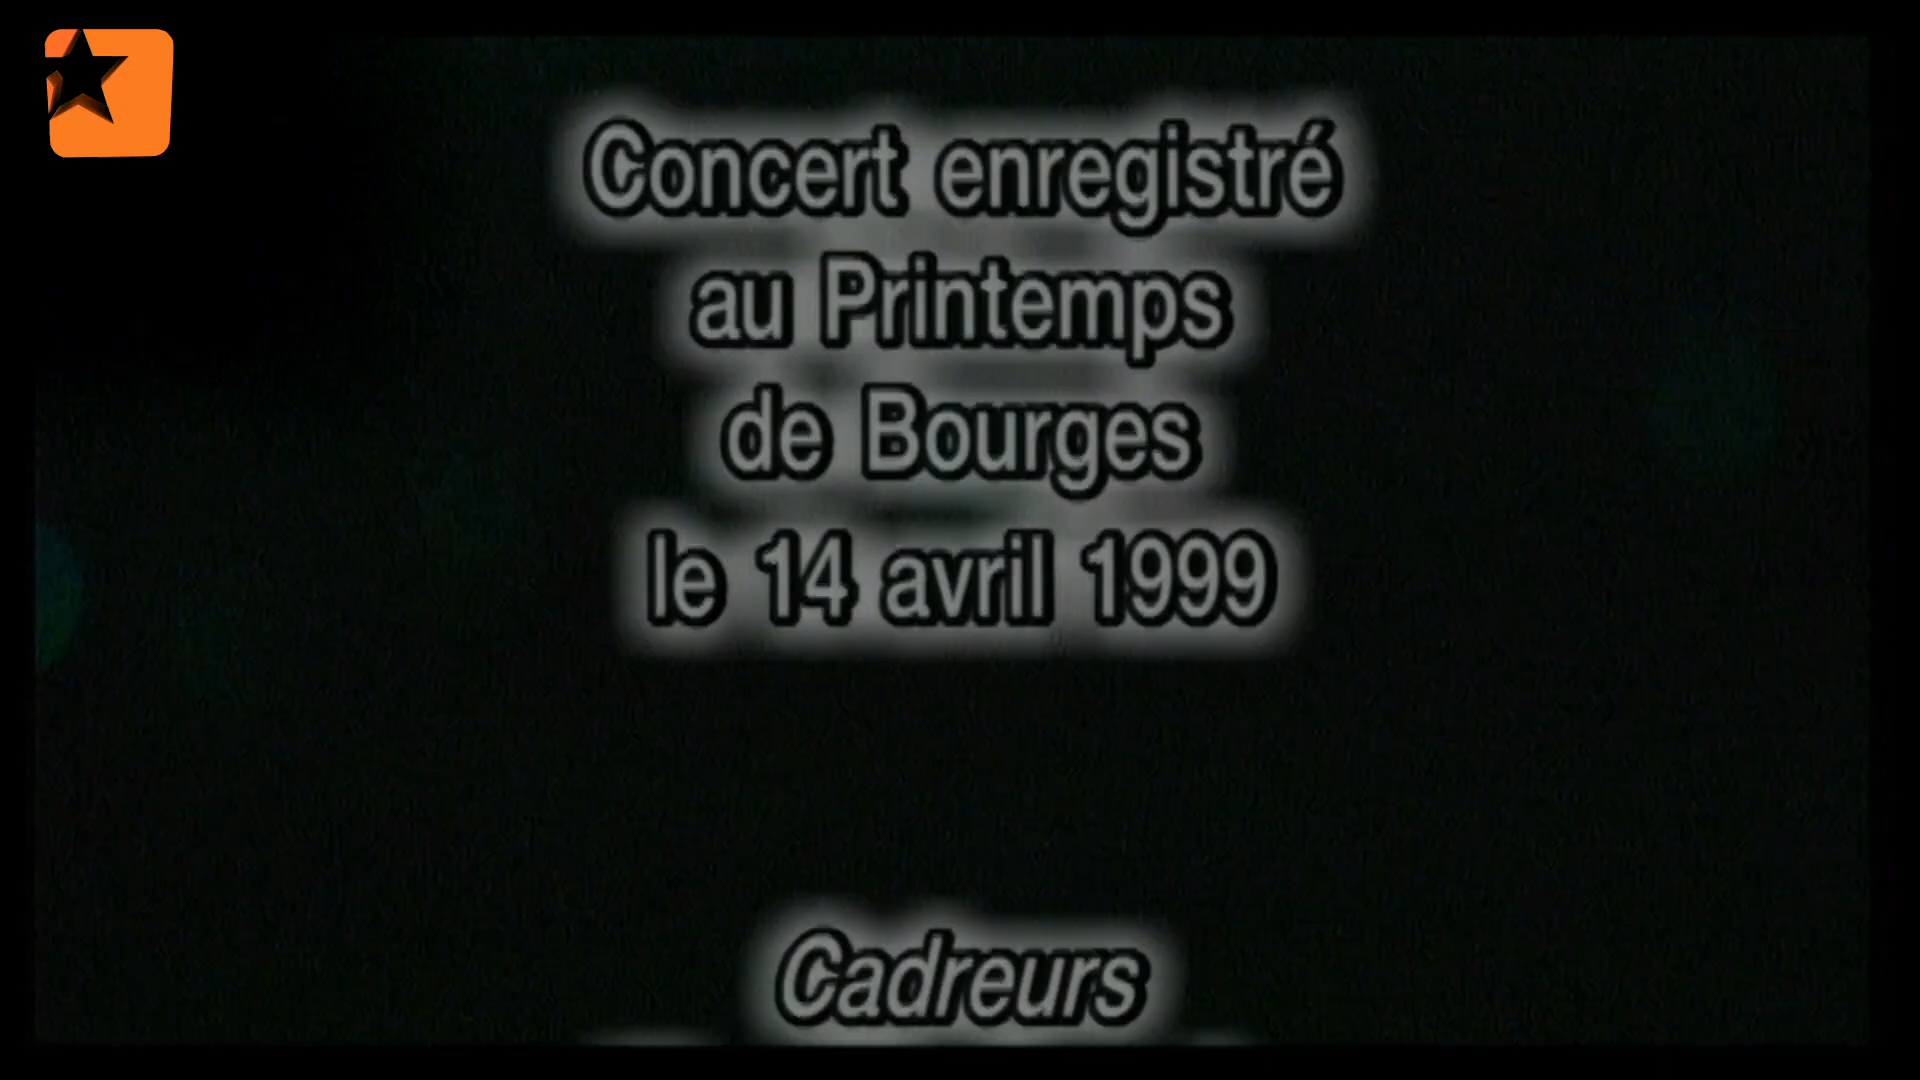 Concert enregistré
au Printemps
de Bourges
le 14 avril 1999
Cadreurs